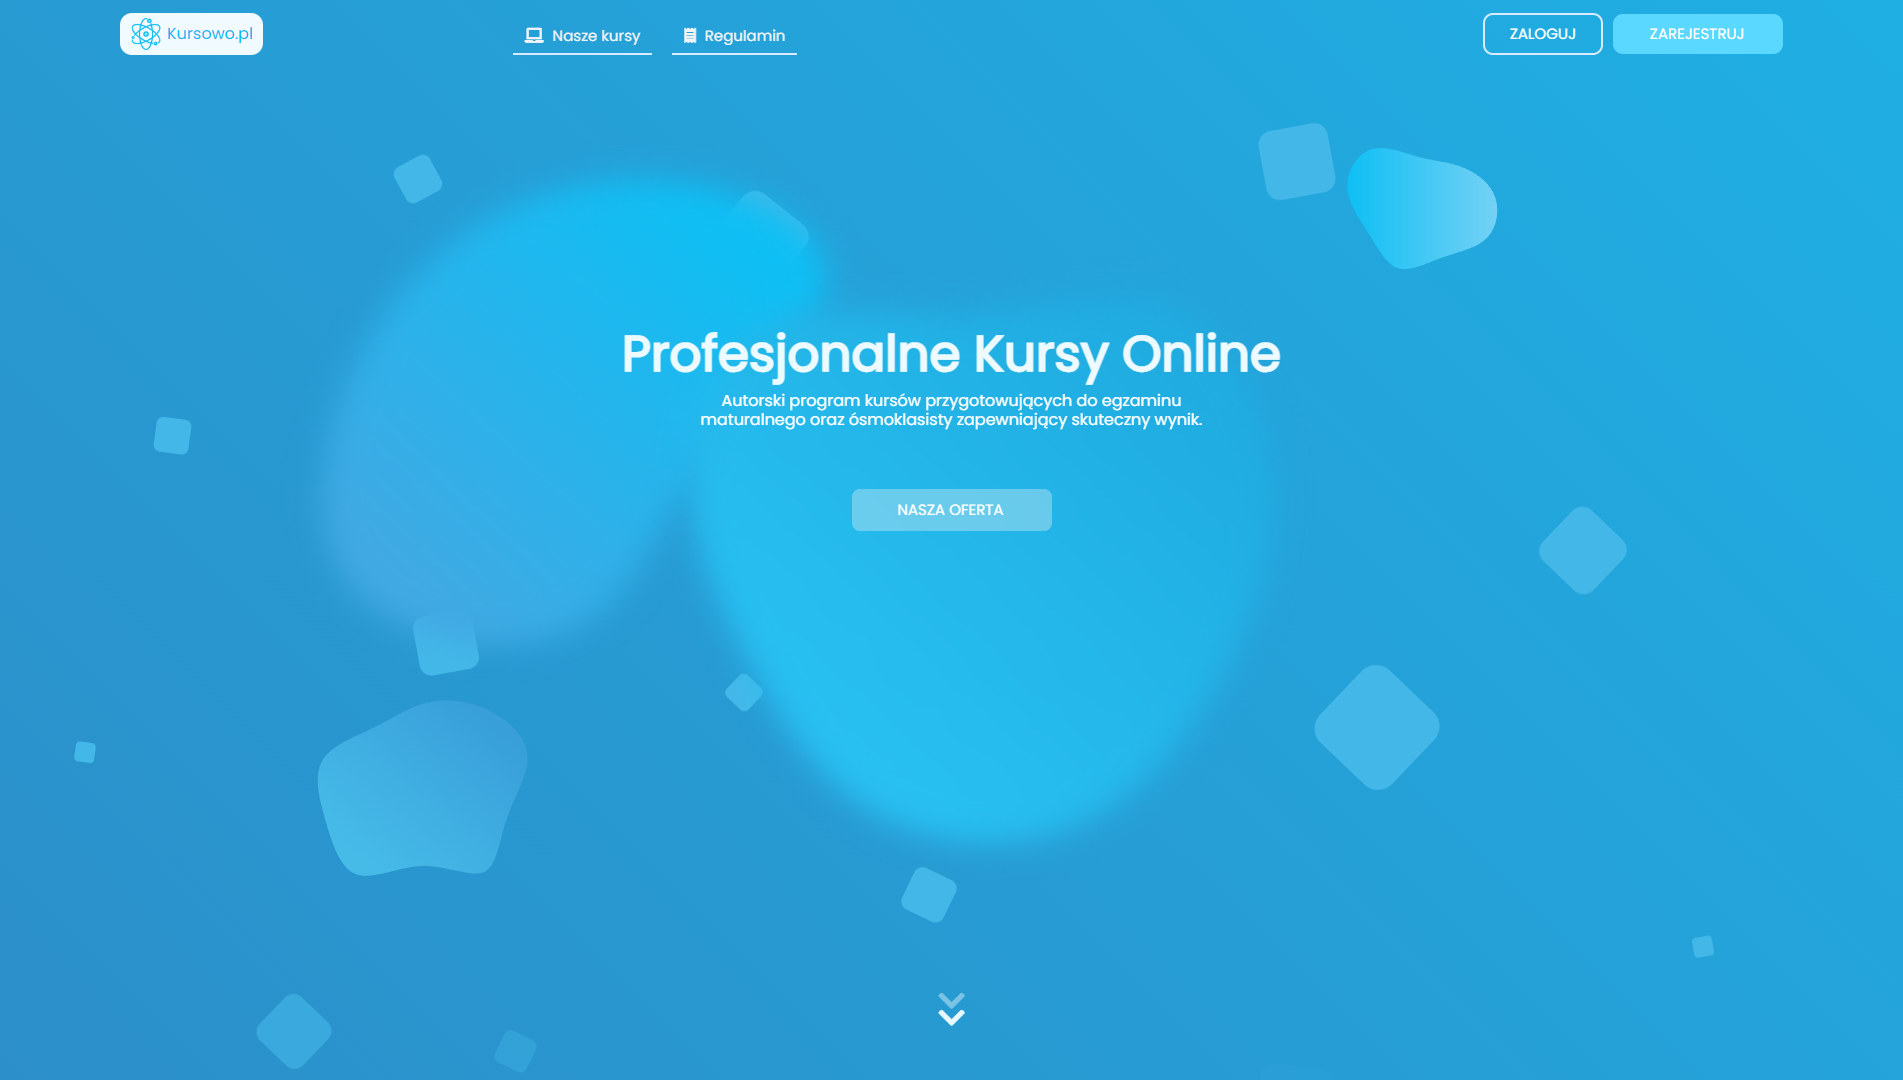 Kursowo.pl
Nasze kursy
Regulamin
ZALOGUJ
ZAREJESTRUJ
Profesjonalne Kursy Online
Autorski program kursów przygotowujących do egzaminu
maturalnego oraz ósmoklasisty zapewniający skuteczny wynik.
NASZA OFERTA